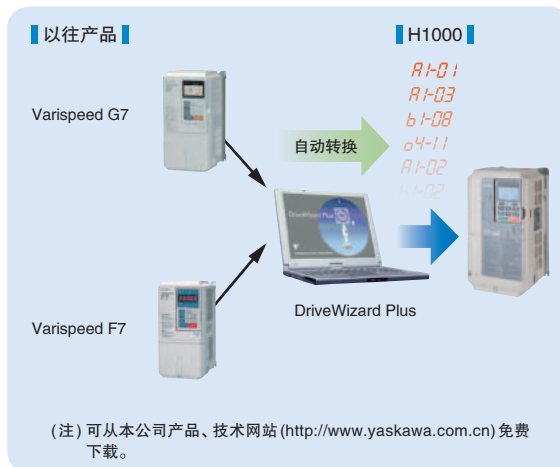 以往产品
H1000
A1-01
A1-03
b1-08
o4-11
A1-02
b1-02
Varispeed G7
自动转换
DriveWizard Plus
DriveWizard Plus
Varispeed F7
(注) 可从本公司产品、技术网站(http://www.yaskawa.com.cn)免费
下载。